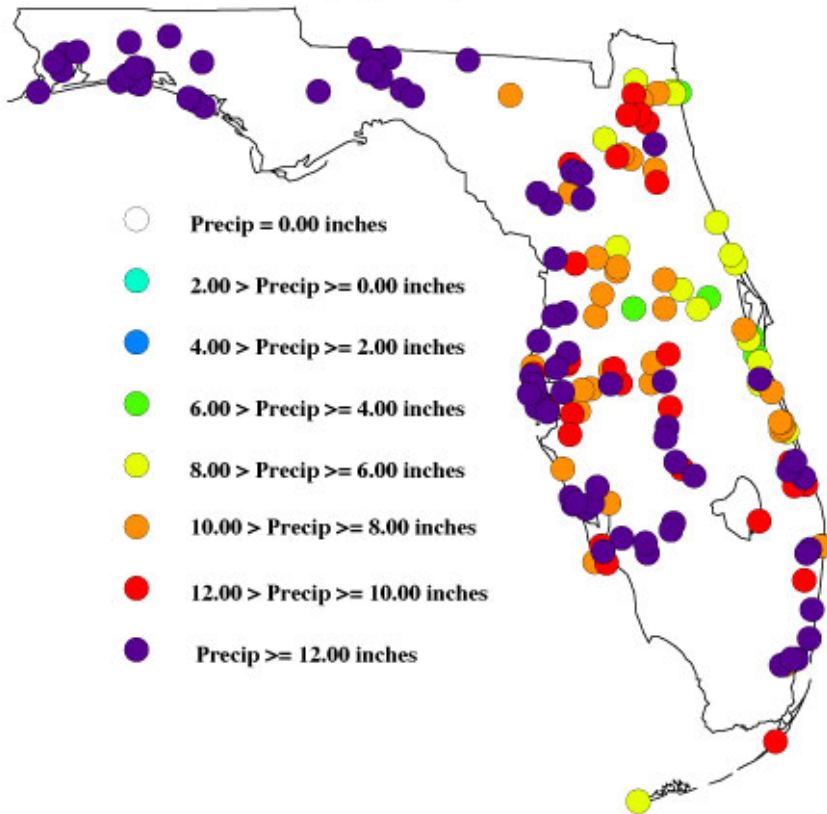 Precip = 0.00 inches
2.00 > Precip >= 0.00 inches
4.00 > Precip >= 2.00 inches
6.00 > Precip >= 4.00 inches
8.00 > Precip >= 6.00 inches
10.00 > Precip >= 8.00 inches
12.00 > Precip >= 10.00 inches
Precip >= 12.00 inches